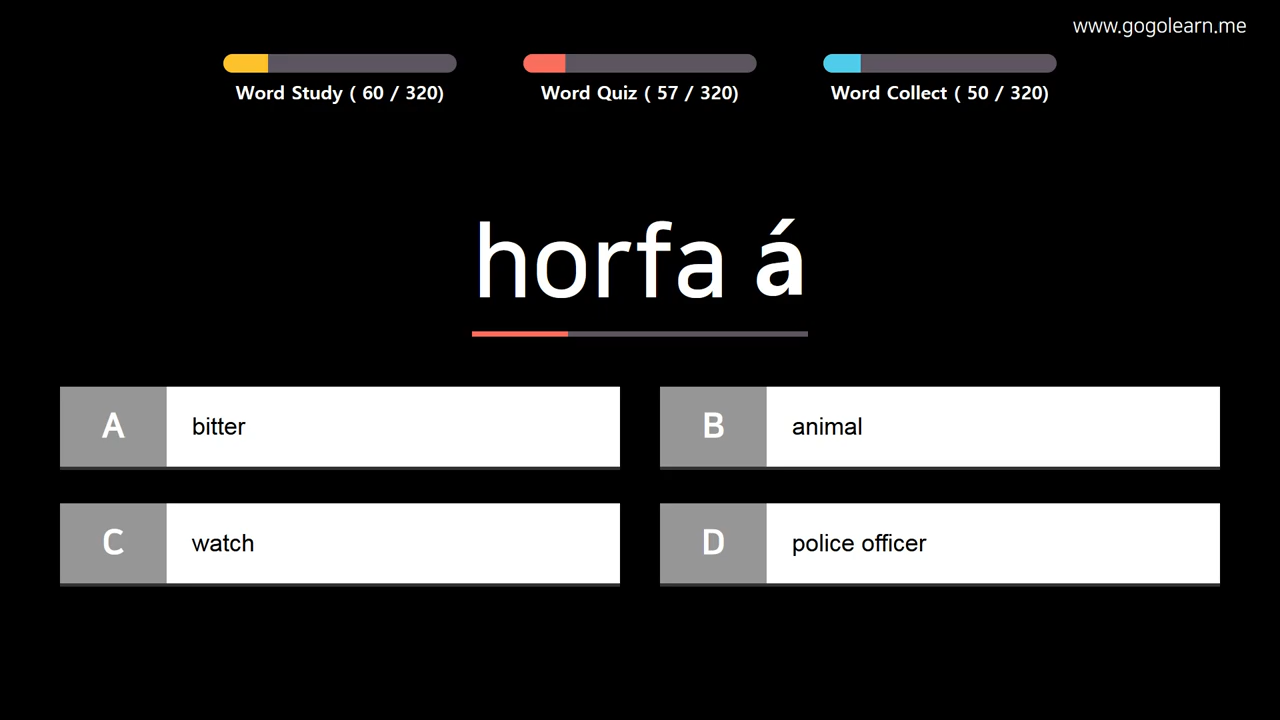 www.gogolearn.me
Word Study ( 60 / 320)
Word Quiz ( 57 / 320)
Word Collect ( 50 / 320)
horfa á
A bitter
B animal
C watch
D police officer